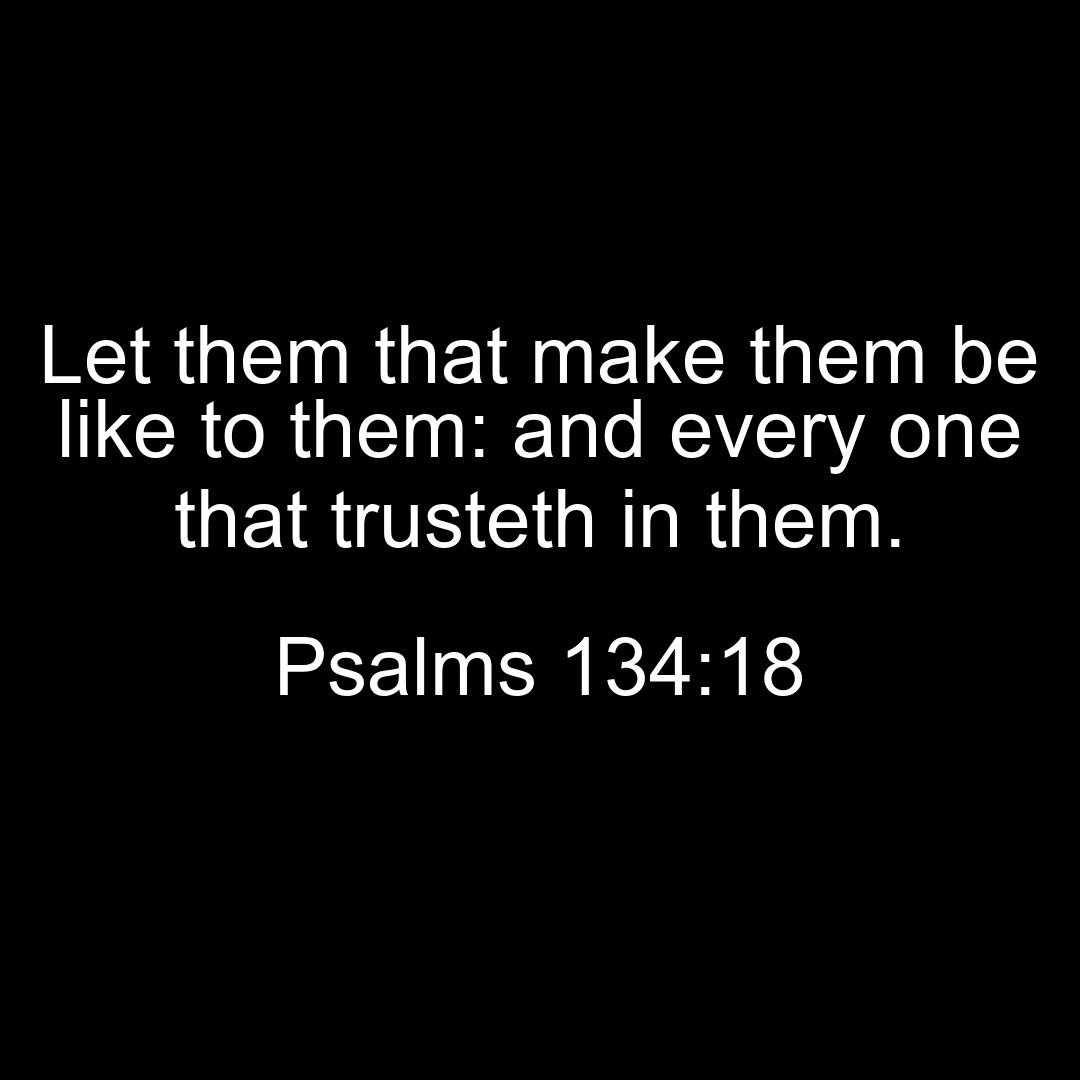 Let them that make them be
like to them: and every one
that trusteth in them.
Psalms 134:18